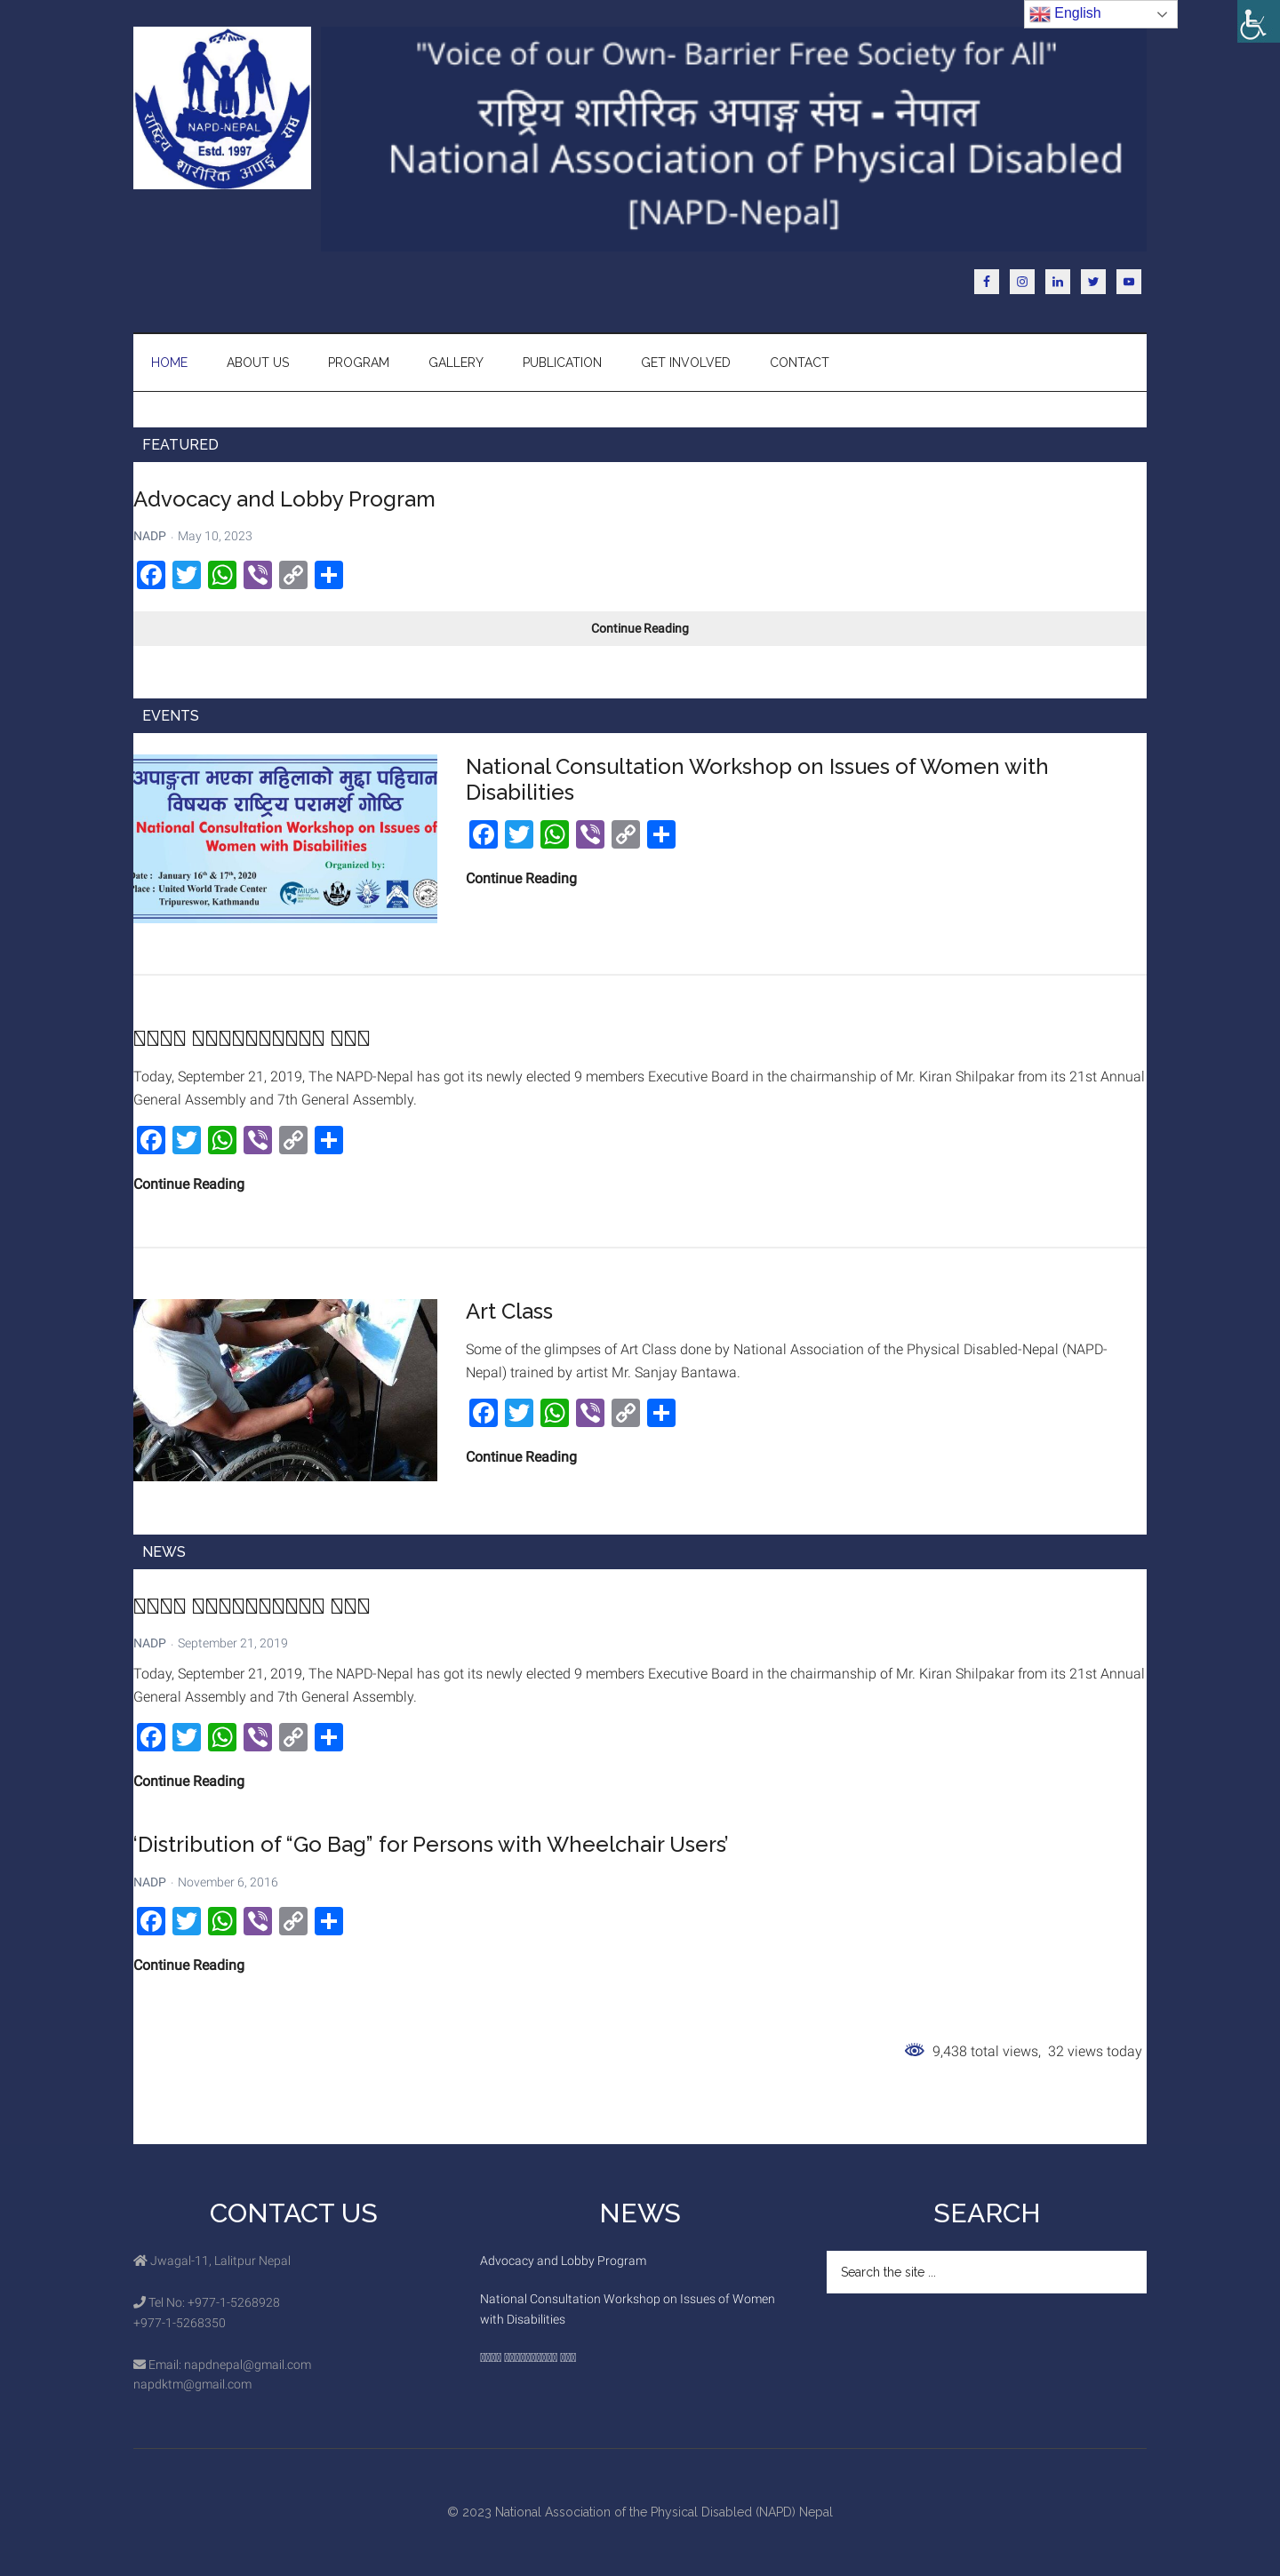 English
"Voice of our Own- Barrier Free Society for All"
राष्ट्रिय शारीरिक अपाङ्ग संघ - नेपाल
National Association of Physical Disabled
[NAPD-Nepal]
NAPD-NEPAL
Estd. 1997
राष्ट्रिय शारीरिक अपाङ्ग संघ
HOME ABOUT US PROGRAM GALLERY PUBLICATION GET INVOLVED CONTACT
FEATURED
Advocacy and Lobby Program
NADP · May 10, 2023
Continue Reading
EVENTS
अपाङ्गता भएका महिलाको मुद्दा पहिचान
विषयक राष्ट्रिय परामर्श गोष्ठि
National Consultation Workshop on Issues of
Women with Disabilities
Organized by:
Date : January 16th & 17th, 2020
Place : United World Trade Center
Tripureswor, Kathmandu
MIUSA
National Consultation Workshop on Issues of Women with
Disabilities
Continue Reading
Today, September 21, 2019, The NAPD-Nepal has got its newly elected 9 members Executive Board in the chairmanship of Mr. Kiran Shilpakar from its 21st Annual
General Assembly and 7th General Assembly.
Continue Reading
Art Class
Some of the glimpses of Art Class done by National Association of the Physical Disabled-Nepal (NAPD-
Nepal) trained by artist Mr. Sanjay Bantawa.
Continue Reading
NEWS
NADP · September 21, 2019
Today, September 21, 2019, The NAPD-Nepal has got its newly elected 9 members Executive Board in the chairmanship of Mr. Kiran Shilpakar from its 21st Annual
General Assembly and 7th General Assembly.
Continue Reading
‘Distribution of “Go Bag” for Persons with Wheelchair Users’
NADP · November 6, 2016
Continue Reading
9,438 total views, 32 views today
CONTACT US
Jwagal-11, Lalitpur Nepal
Tel No: +977-1-5268928
+977-1-5268350
Email: napdnepal@gmail.com
napdktm@gmail.com
NEWS
Advocacy and Lobby Program
National Consultation Workshop on Issues of Women
with Disabilities
SEARCH
Search the site ...
© 2023 National Association of the Physical Disabled (NAPD) Nepal